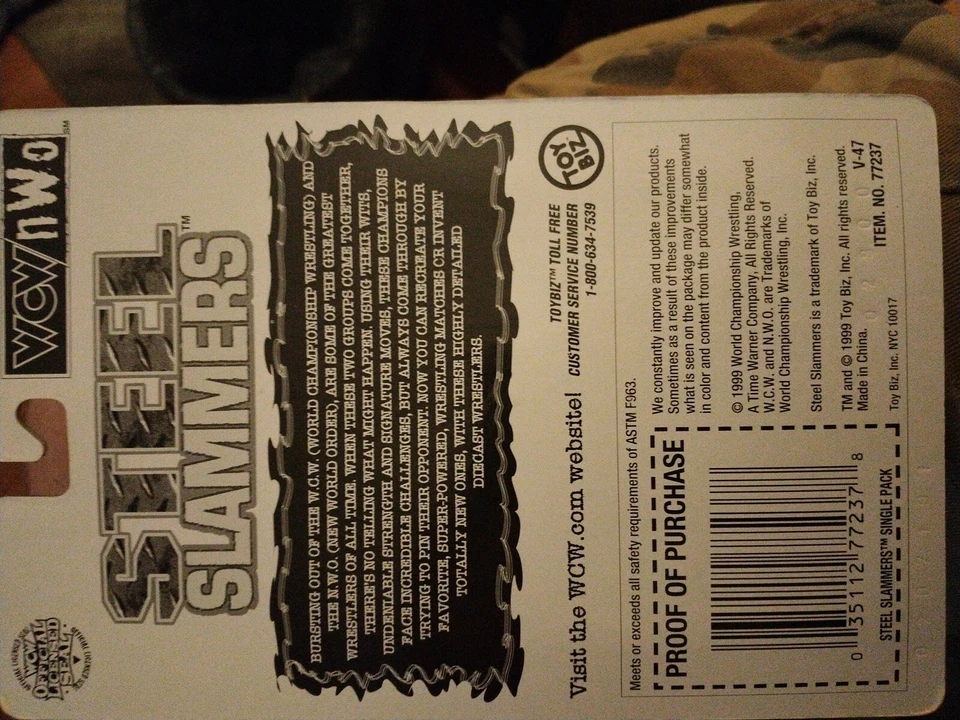 WCW OFFICIAL LICENSED SEAL
WCW/nWo SM
STEEL
SLAMMERS™
BURSTING OUT OF THE W.C.W. (WORLD CHAMPIONSHIP WRESTLING) AND
THE N.W.O. (NEW WORLD ORDER), ARE SOME OF THE GREATEST
WRESTLERS OF ALL TIME. WHEN THESE TWO GROUPS COME TOGETHER,
THERE'S NO TELLING WHAT MIGHT HAPPEN. USING THEIR WITS,
UNDENIABLE STRENGTH AND SIGNATURE MOVES, THESE CHAMPIONS
FACE INCREDIBLE CHALLENGES, BUT ALWAYS COME THROUGH BY
TRYING TO PIN THEIR OPPONENT. NOW YOU CAN RECREATE YOUR
FAVORITE, SUPER-POWERED, WRESTLING MATCHES OR INVENT
TOTALLY NEW ONES, WITH THESE HIGHLY DETAILED
DIECAST WRESTLERS.
Visit the WCW.com website!
TOYBIZ™ TOLL FREE
CUSTOMER SERVICE NUMBER
1-800-634-7539
TOY
BIZ
Meets or exceeds all safety requirements of ASTM F963.
PROOF OF PURCHASE
0 35112 77237 8
STEEL SLAMMERS™ SINGLE PACK
We constantly improve and update our products.
Sometimes as a result of these improvements
what is seen on the package may differ somewhat
in color and content from the product inside.
© 1999 World Championship Wrestling,
A Time Warner Company, All Rights Reserved.
W.C.W. and N.W.O. are Trademarks of
World Championship Wrestling, Inc.
Steel Slammers is a trademark of Toy Biz, Inc.
TM and © 1999 Toy Biz, Inc. All rights reserved.
Made in China.
V-47
Toy Biz, Inc. NYC 10017
ITEM. NO. 77237